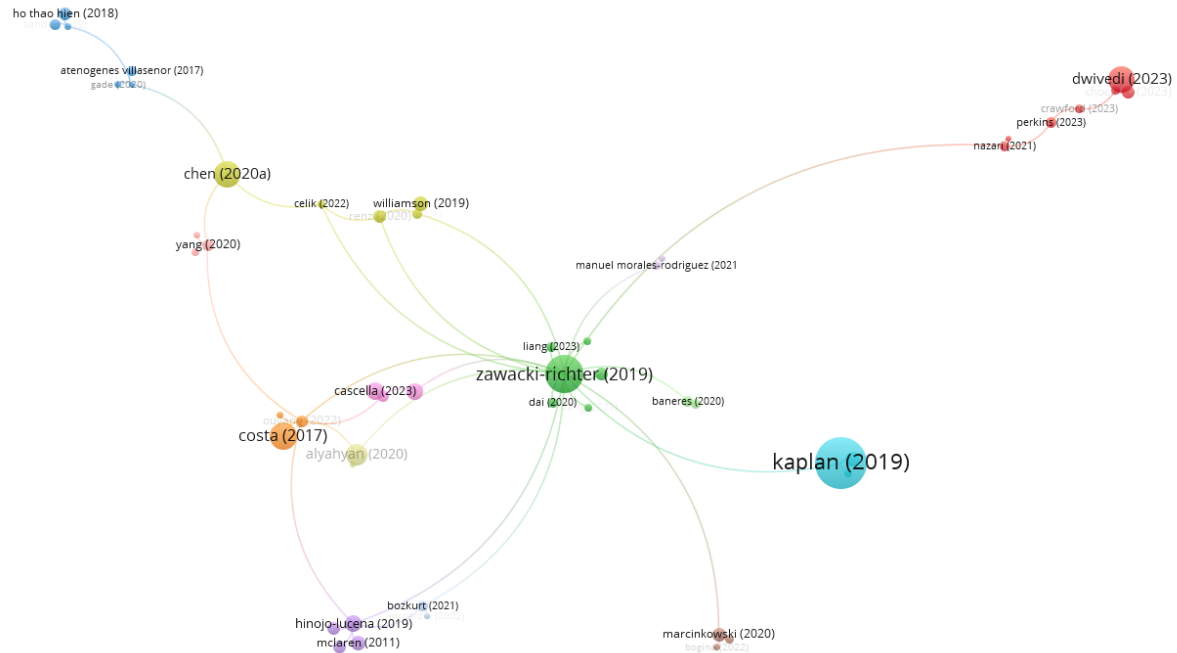 ho thao hien (2018)
atenogenes villasenor (2017)
gade (2020)
dwivedi (2023)
crawford (2023)
perkins (2023)
nazari (2021)
chen (2020a)
celik (2022)
williamson (2019)
yang (2020)
manuel morales-rodriguez (2021
liang (2023)
zawacki-richter (2019)
cascella (2023)
dai (2020)
baneres (2020)
costa (2017)
alyahyan (2020)
kaplan (2019)
bozkurt (2021)
hinojo-lucena (2019)
mclaren (2011)
marcinkowski (2020)